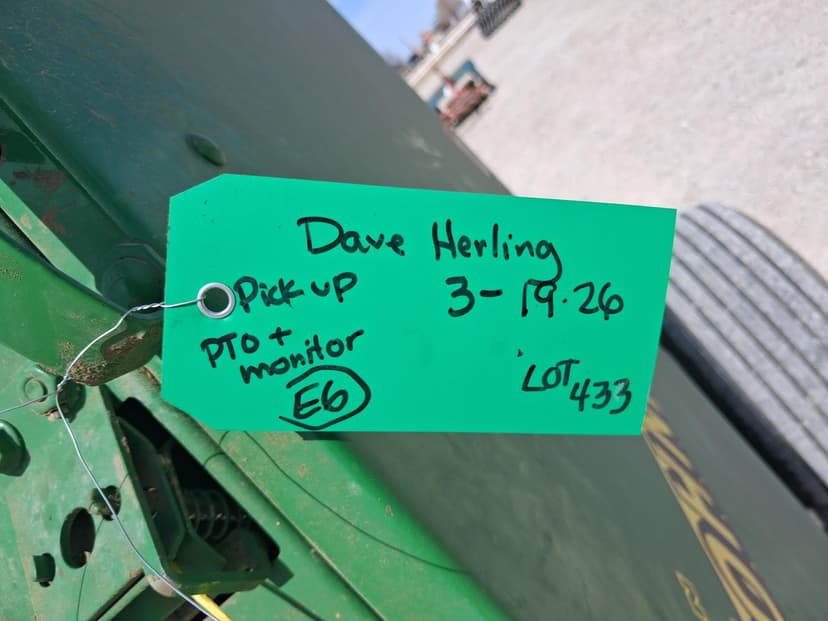 Dave Herling
Pick up 3-19.26
PTO +
monitor
E6
LOT 433